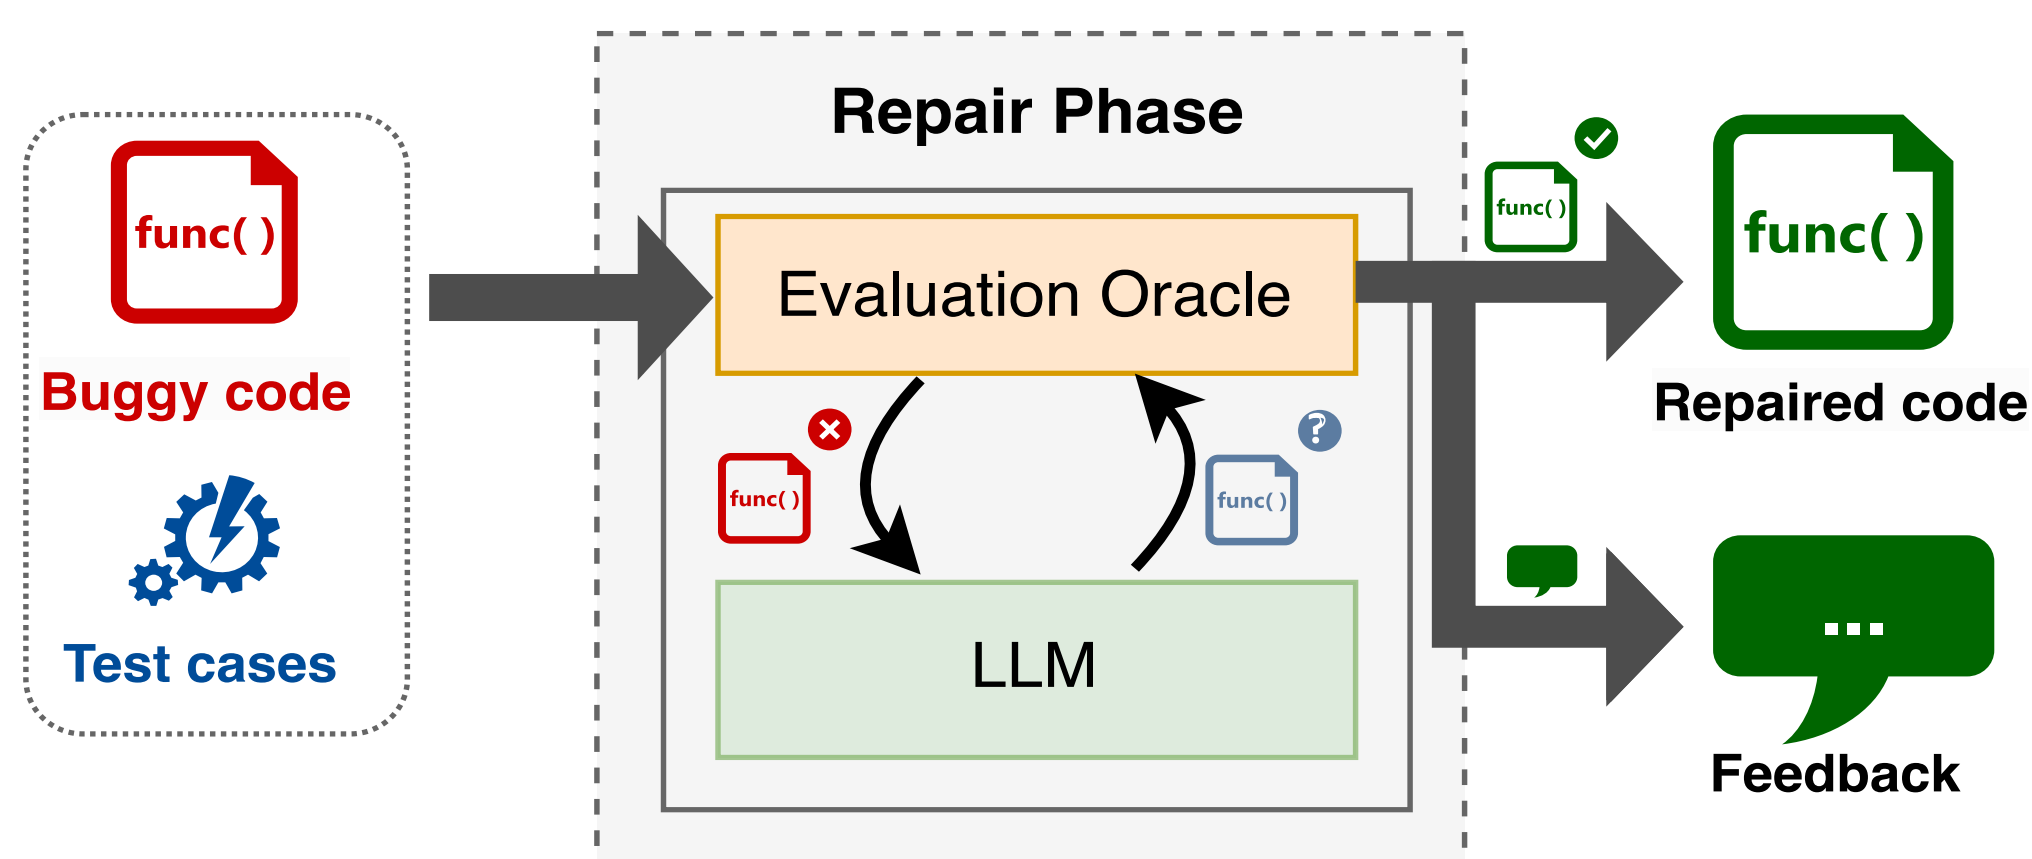 func( )
Buggy code
Test cases
Repair Phase
Evaluation Oracle
func( )
?
func( )
LLM
func( )
func( )
Repaired code
...
Feedback